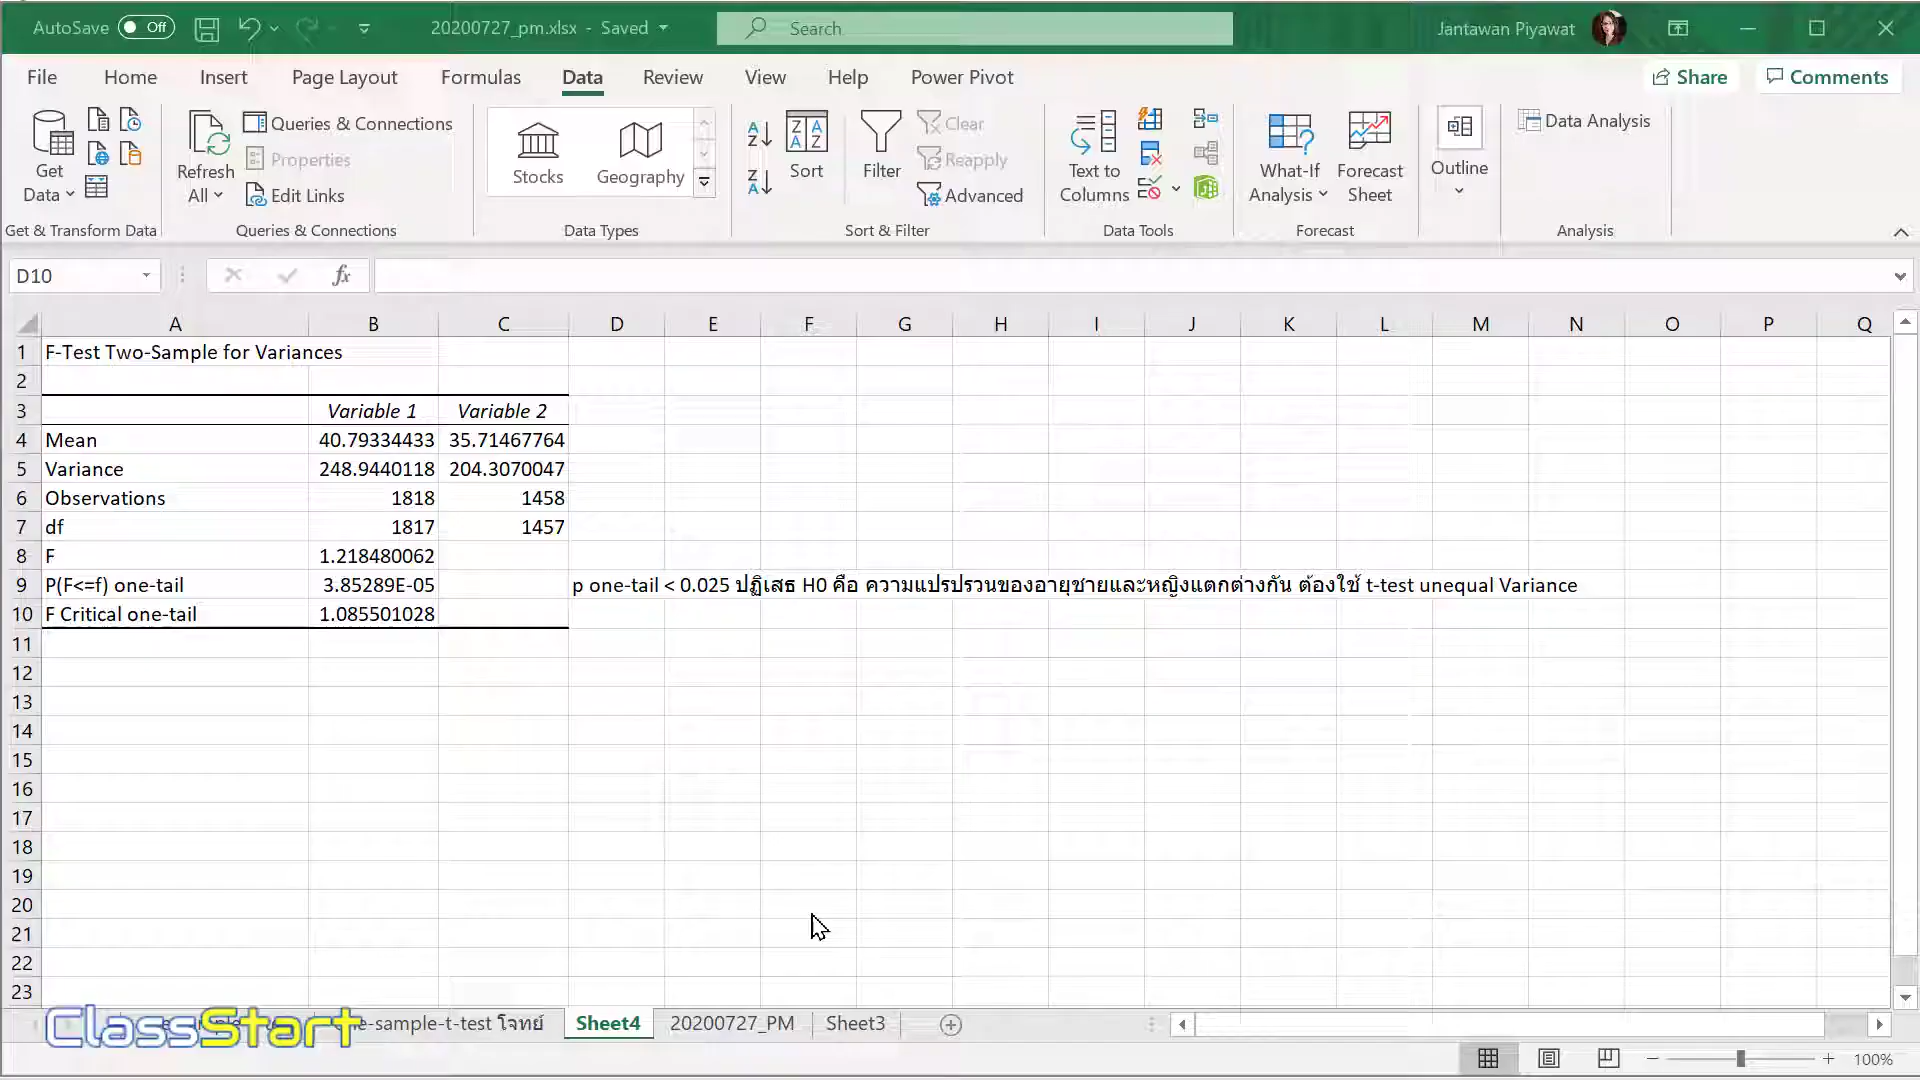 AutoSave Off 20200727_pm.xlsx - Saved Search Jantawan Piyawat
File Home Insert Page Layout Formulas Data Review View Help Power Pivot Share Comments
Get Data
Refresh All
Queries & Connections
Properties
Edit Links
Stocks
Geography
Sort
Filter
Clear
Reapply
Advanced
Text to Columns
What-If Analysis
Forecast Sheet
Outline
Data Analysis
Get & Transform Data Queries & Connections Data Types Sort & Filter Data Tools Forecast Analysis
D10 fx
A B C D E F G H I J K L M N O P Q
1 F-Test Two-Sample for Variances
2
3 Variable 1 Variable 2
4 Mean 40.79334433 35.71467764
5 Variance 248.9440118 204.3070047
6 Observations 1818 1458
7 df 1817 1457
8 F 1.218480062
9 P(F<=f) one-tail 3.85289E-05 p one-tail < 0.025 ปฏิเสธ H0 คือ ความแปรปรวนของอายุชายและหญิงแตกต่างกัน ต้องใช้ t-test unequal Variance
10 F Critical one-tail 1.085501028
11
12
13
14
15
16
17
18
19
20
21
22
23
ClassStart e-sample-t-test โจทย์ Sheet4 20200727_PM Sheet3
100%